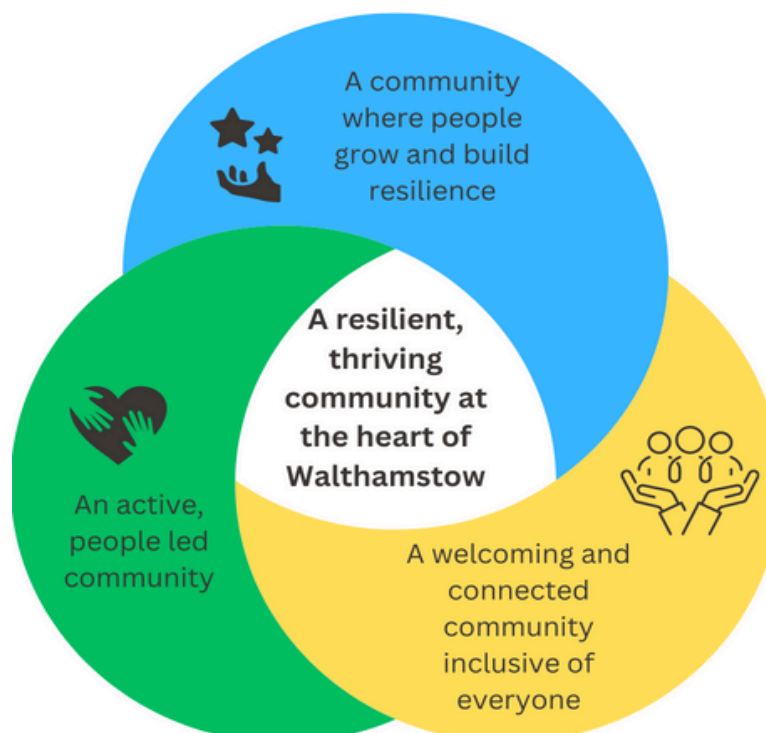 A community
where people
grow and build
resilience
A resilient,
thriving
community at
the heart of
Walthamstow
An active,
people led
community
A welcoming and
connected
community
inclusive of
everyone